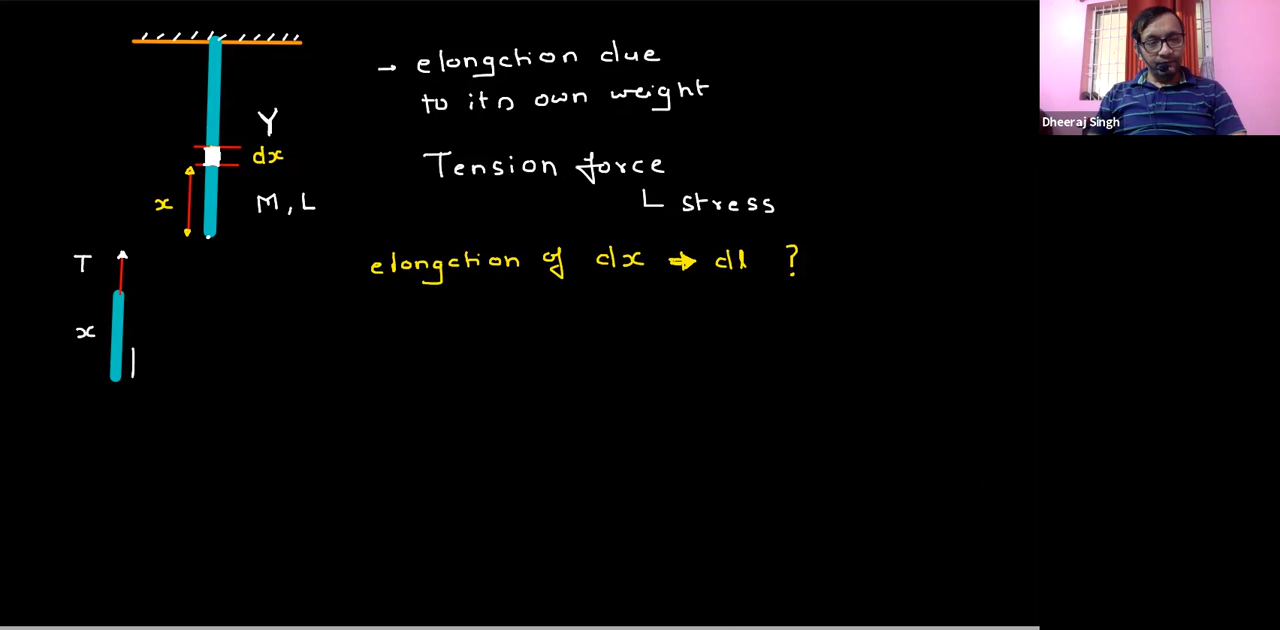 → elongation due
to its own weight
Y
dx
Tension force
x
M, L
∟ stress
T
elongation of dx ⇒ dl ?
x
Dheeraj Singh